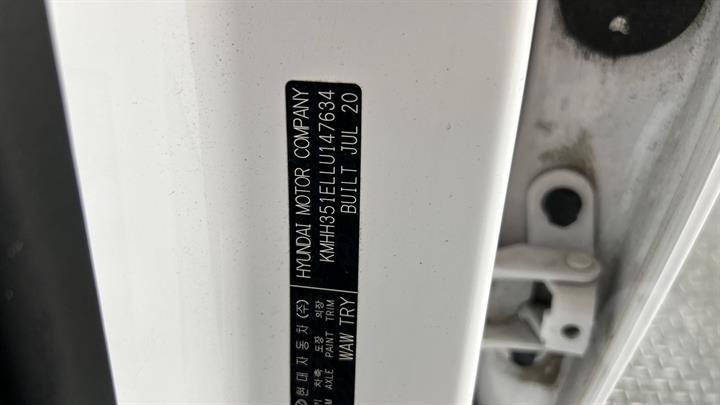 현대자동차(주) HYUNDAI MOTOR COMPANY
KMHH351ELLU147634
차축 도장 의장 BUILT JUL 20
AXLE PAINT TRIM
WAW TRY